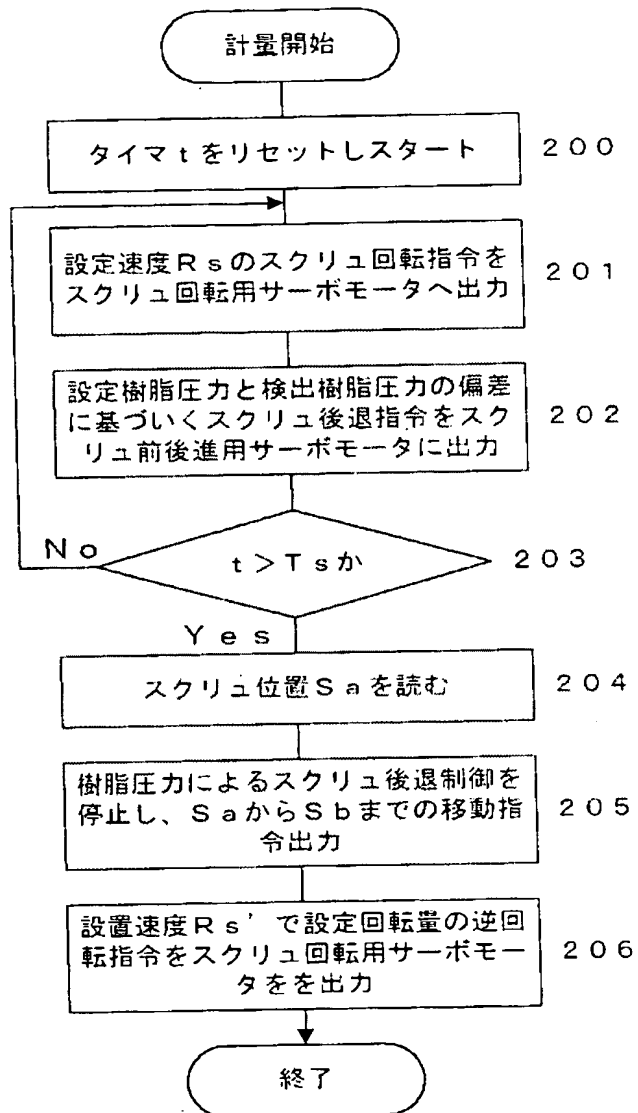 計量開始
タイマtをリセットしスタート
200
設定速度Rsのスクリュ回転指令を
スクリュ回転用サーボモータへ出力
201
設定樹脂圧力と検出樹脂圧力の偏差
に基づいくスクリュ後退指令をスク
リュ前後進用サーボモータに出力
202
No
t＞Tsか
203
Yes
スクリュ位置Saを読む
204
樹脂圧力によるスクリュ後退制御を
停止し、SaからSbまでの移動指
令出力
205
設置速度Rs’で設定回転量の逆回
転指令をスクリュ回転用サーボモー
タをを出力
206
終了